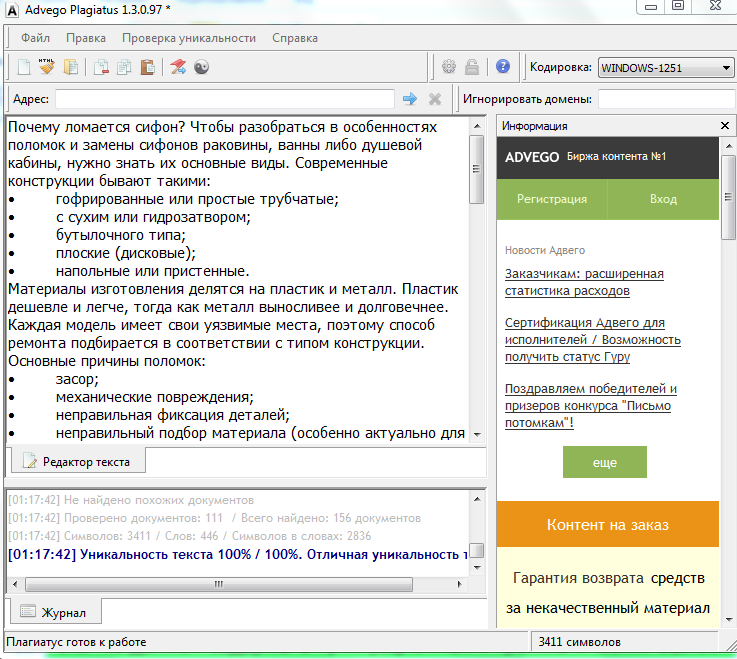 Advego Plagiatus 1.3.0.97 *
Файл Правка Проверка уникальности Справка
HTML
Кодировка: WINDOWS-1251
Адрес: Игнорировать домены:
Почему ломается сифон? Чтобы разобраться в особенностях
поломок и замены сифонов раковины, ванны либо душевой
кабины, нужно знать их основные виды. Современные
конструкции бывают такими:
• гофрированные или простые трубчатые;
• с сухим или гидрозатвором;
• бутылочного типа;
• плоские (дисковые);
• напольные или пристенные.
Материалы изготовления делятся на пластик и металл. Пластик
дешевле и легче, тогда как металл выносливее и долговечнее.
Каждая модель имеет свои уязвимые места, поэтому способ
ремонта подбирается в соответствии с типом конструкции.
Основные причины поломок:
• засор;
• механические повреждения;
• неправильная фиксация деталей;
• неправильный подбор материала (особенно актуально для
Редактор текста
[01:17:42] Не найдено похожих документов
[01:17:42] Проверено документов: 111 / Всего найдено: 156 документов
[01:17:42] Символов: 3411 / Слов: 446 / Символов в словах: 2836
[01:17:42] Уникальность текста 100% / 100%. Отличная уникальность т
Журнал
Информация
ADVEGO Биржа контента №1
Регистрация Вход
Новости Адвего
Заказчикам: расширенная
статистика расходов
Сертификация Адвего для
исполнителей / Возможность
получить статус Гуру
Поздравляем победителей и
призеров конкурса "Письмо
потомкам"!
еще
Контент на заказ
Гарантия возврата средств
за некачественный материал
Плагиатус готов к работе
3411 символов